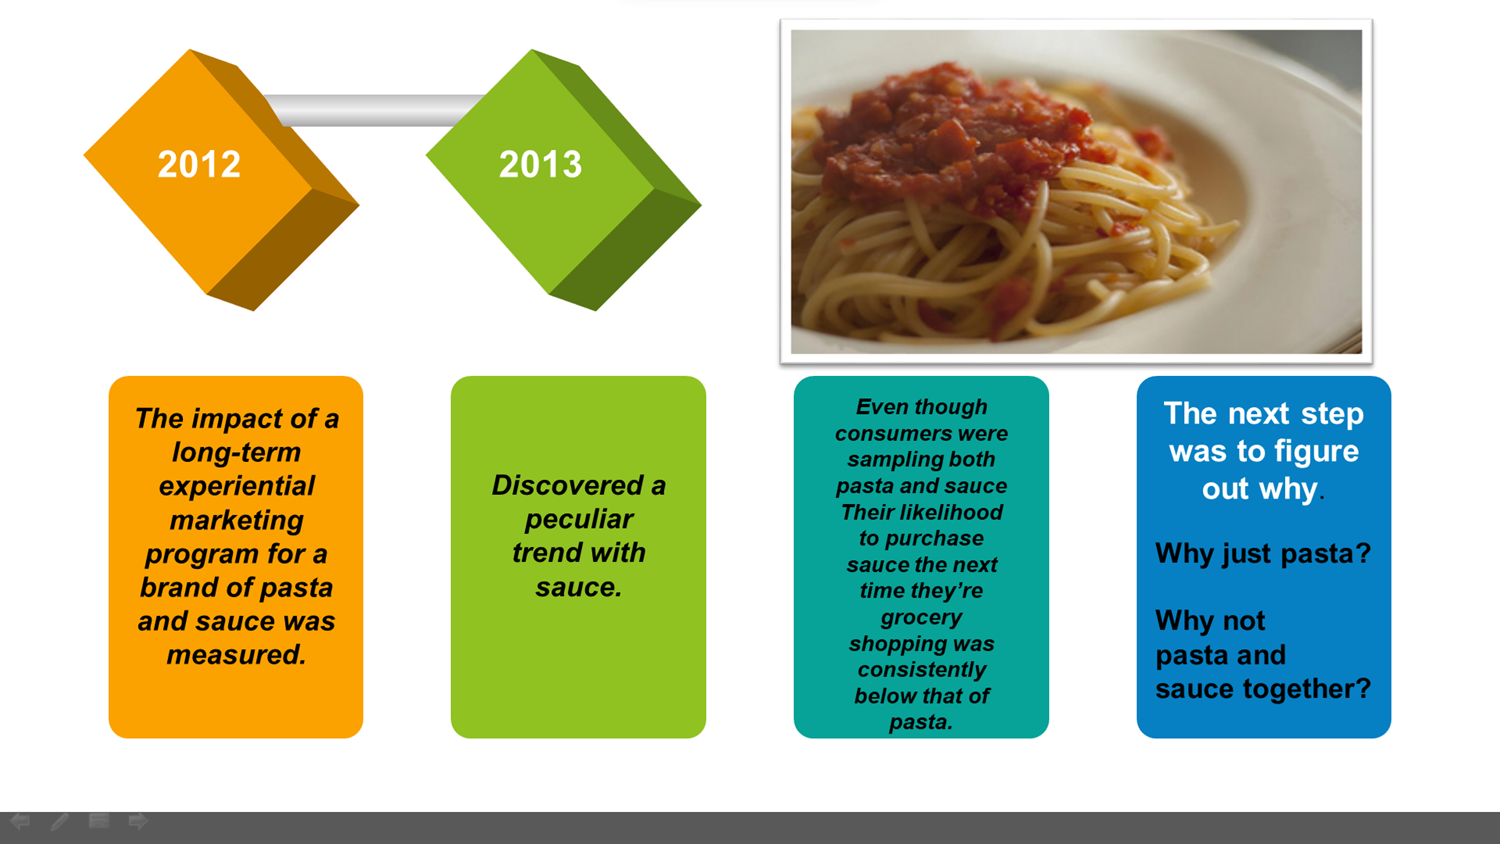 2012
2013
The impact of a
long-term
experiential
marketing
program for a
brand of pasta
and sauce was
measured.
Discovered a
peculiar
trend with
sauce.
Even though
consumers were
sampling both
pasta and sauce
Their likelihood
to purchase
sauce the next
time they’re
grocery
shopping was
consistently
below that of
pasta.
The next step
was to figure
out why.
Why just pasta?
Why not
pasta and
sauce together?